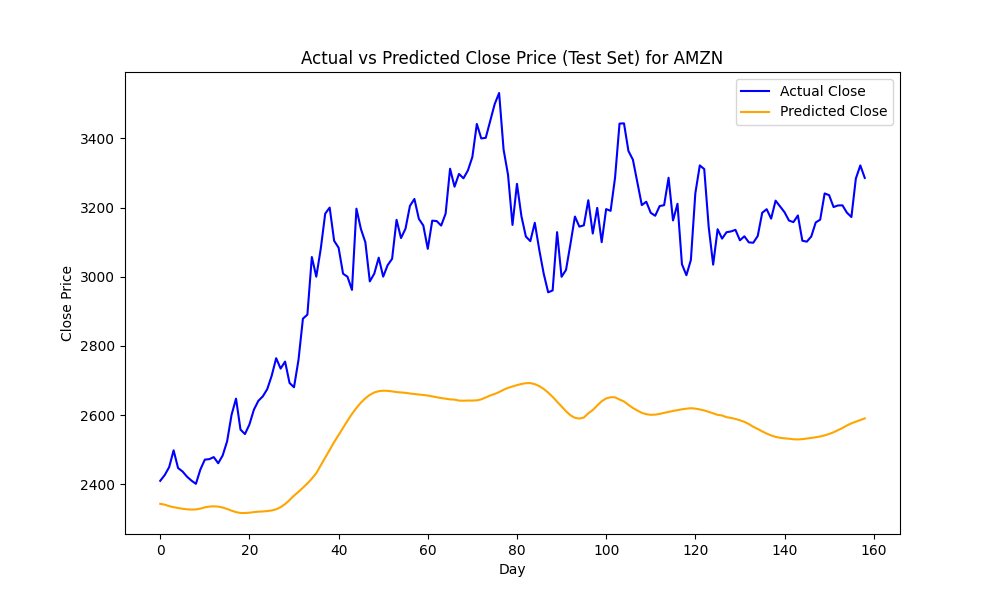 Actual vs Predicted Close Price (Test Set) for AMZN
Actual Close
Predicted Close
Close Price
3400
3200
3000
2800
2600
2400
0 20 40 60 80 100 120 140 160
Day